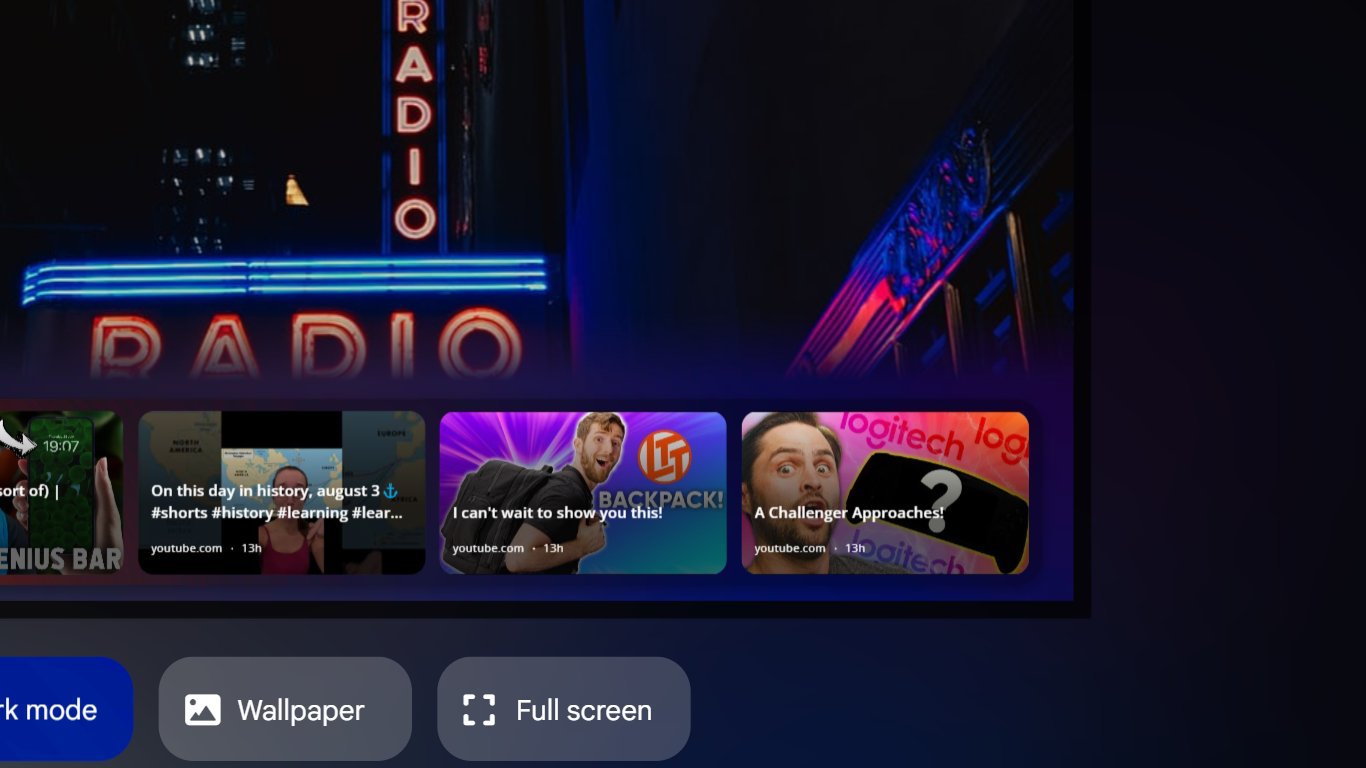 RADIO
RADIO
19:07
sort of) |
ENIUS BAR
On this day in history, august 3⚓
#shorts #history #learning #lear...
youtube.com · 13h
NORTH
AMERICA
EUROPE
LTT
BACKPACK!
I can't wait to show you this!
youtube.com · 13h
logitech
log
?
A Challenger Approaches!
youtube.com · 13h
logitech
rk mode
Wallpaper
Full screen